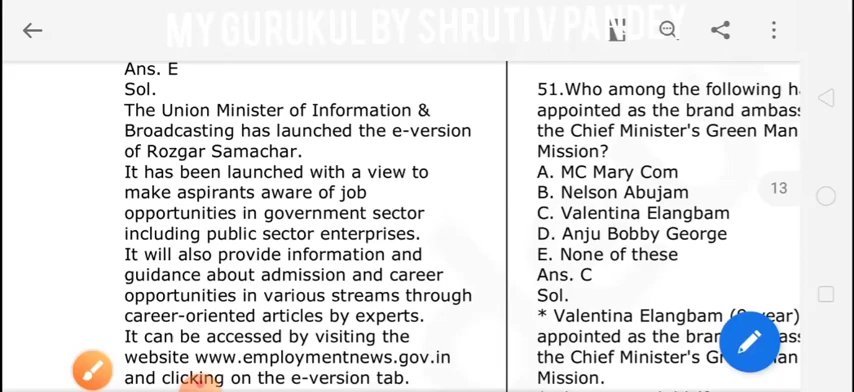 MY GURUKUL BY SHRUTI V PANDEY
Ans. E
Sol.
The Union Minister of Information &
Broadcasting has launched the e-version
of Rozgar Samachar.
It has been launched with a view to
make aspirants aware of job
opportunities in government sector
including public sector enterprises.
It will also provide information and
guidance about admission and career
opportunities in various streams through
career-oriented articles by experts.
It can be accessed by visiting the
website www.employmentnews.gov.in
and clicking on the e-version tab.
51.Who among the following
appointed as the brand
the Chief Minister's Green
Mission?
A. MC Mary Com
B. Nelson Abujam
C. Valentina Elangbam
D. Anju Bobby George
E. None of these
Ans. C
Sol.
* Valentina Elangbam
appointed as the
the Chief Minister's
Mission.
13